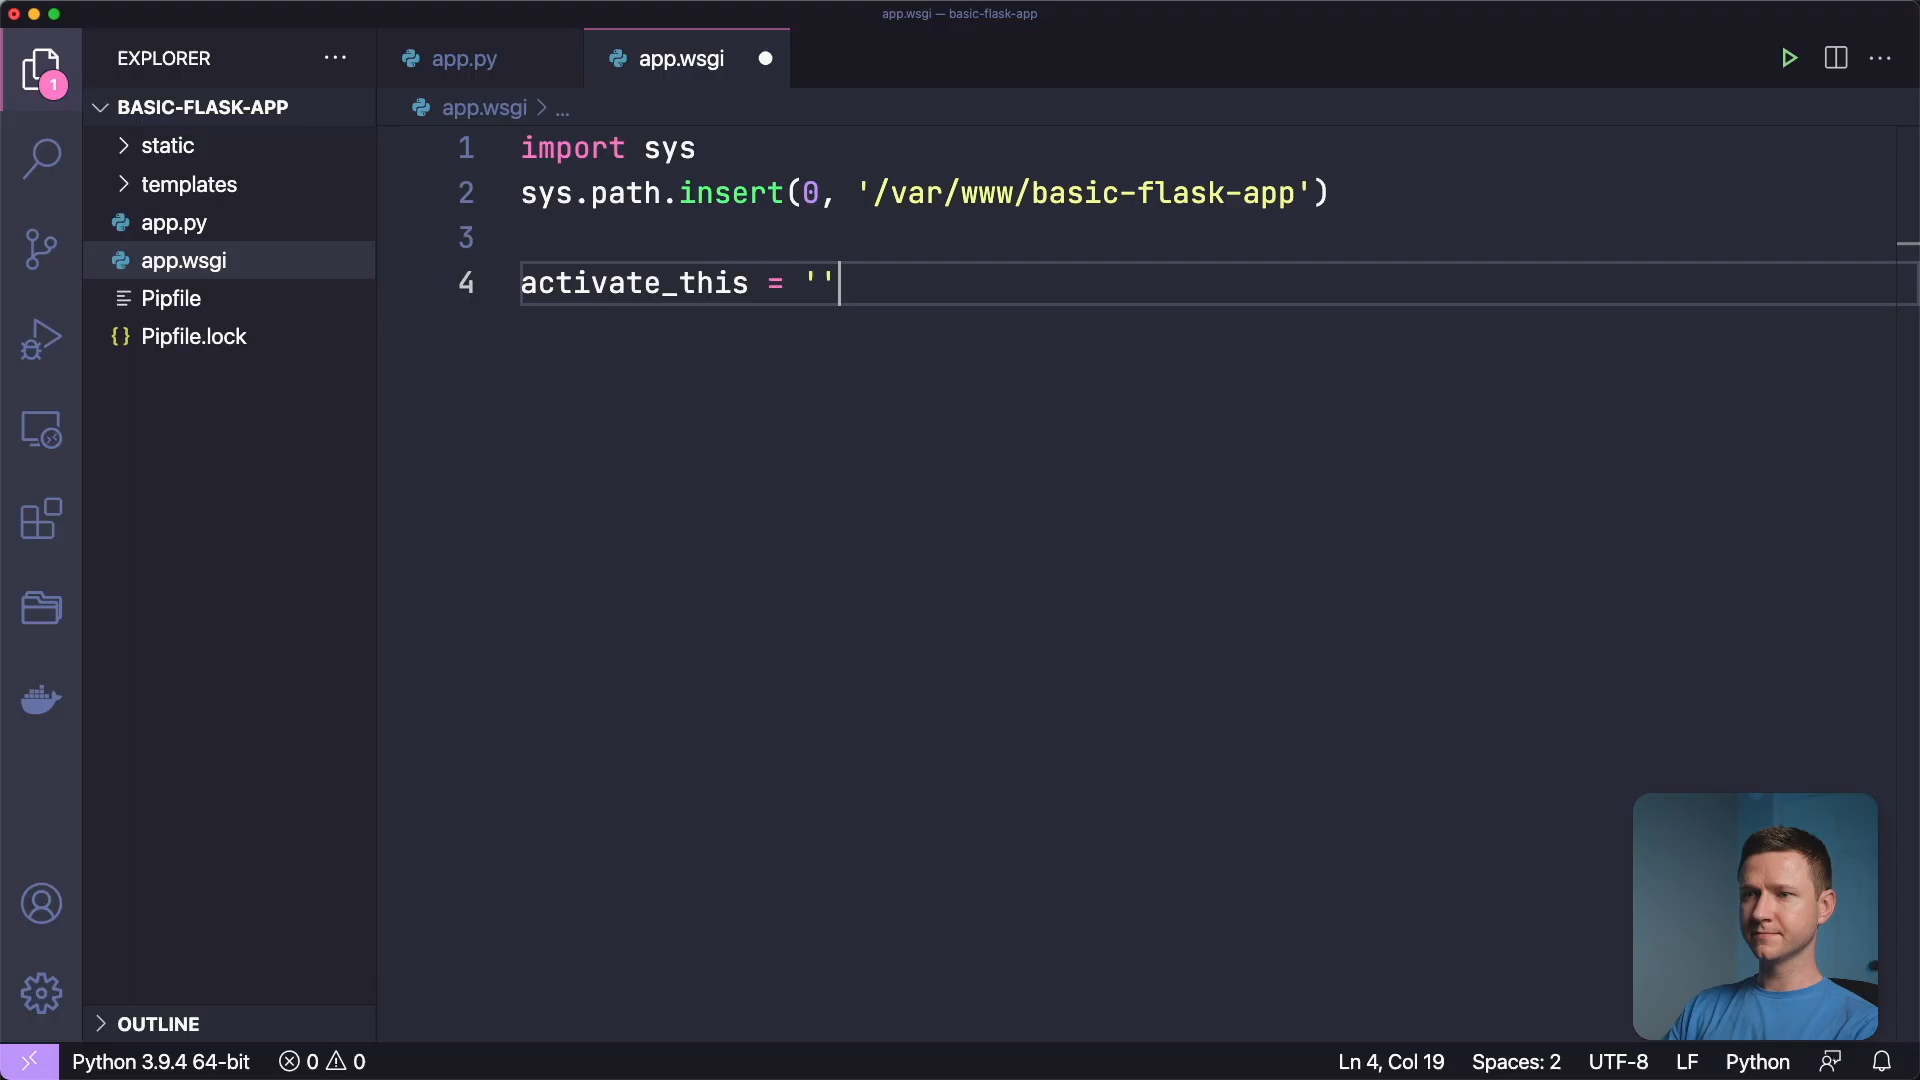 app.wsgi — basic-flask-app
EXPLORER
app.py
app.wsgi
1
BASIC-FLASK-APP
app.wsgi > ...
static
templates
app.py
app.wsgi
Pipfile
{} Pipfile.lock
1 import sys
2 sys.path.insert(0, '/var/www/basic-flask-app')
3
4 activate_this = ''
OUTLINE
Python 3.9.4 64-bit
0
0
Ln 4, Col 19
Spaces: 2
UTF-8
LF
Python